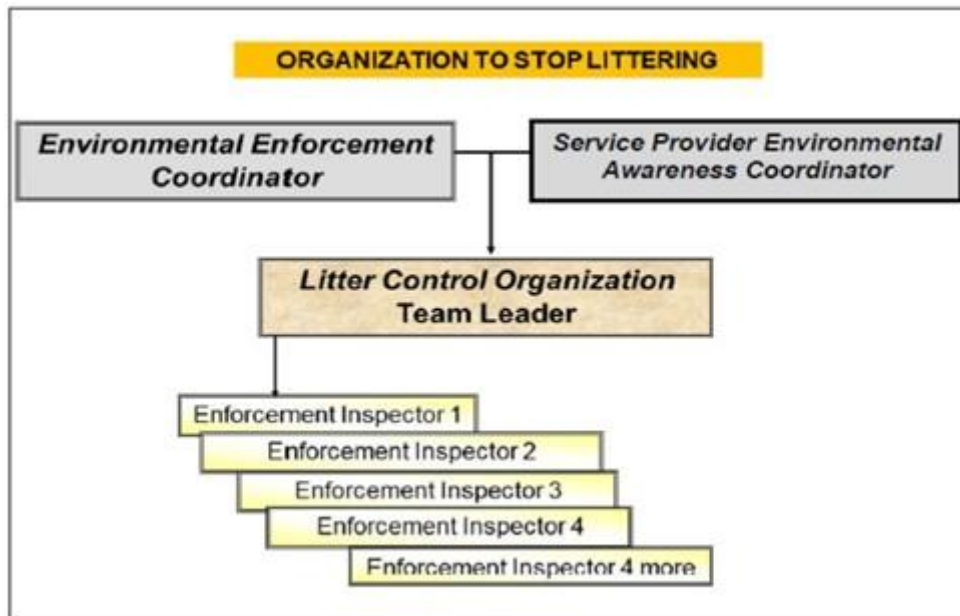 ORGANIZATION TO STOP LITTERING
Environmental Enforcement
Coordinator
Service Provider Environmental
Awareness Coordinator
Litter Control Organization
Team Leader
Enforcement Inspector 1
Enforcement Inspector 2
Enforcement Inspector 3
Enforcement Inspector 4
Enforcement Inspector 4 more